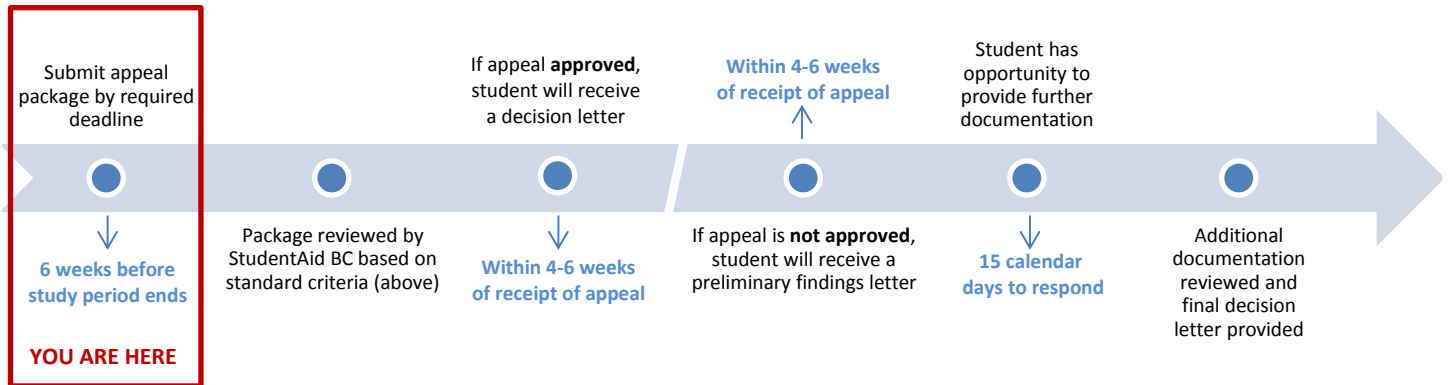 Submit appeal
package by required
deadline
6 weeks before
study period ends
YOU ARE HERE
Package reviewed by
StudentAid BC based on
standard criteria (above)
If appeal approved,
student will receive
a decision letter
Within 4-6 weeks
of receipt of appeal
Within 4-6 weeks
of receipt of appeal
If appeal is not approved,
student will receive a
preliminary findings letter
Student has
opportunity to
provide further
documentation
15 calendar
days to respond
Additional
documentation
reviewed and
final decision
letter provided